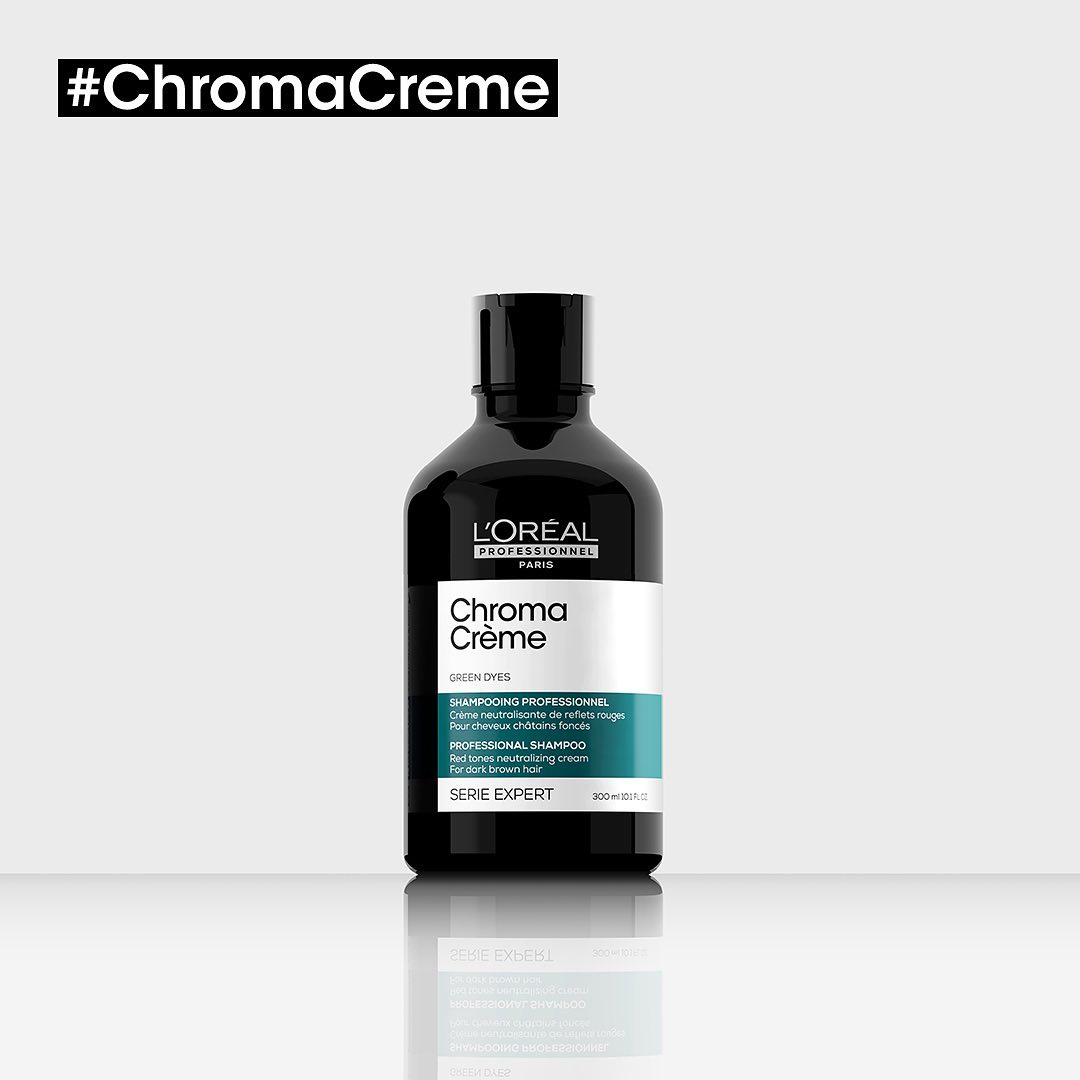 #ChromaCreme
L'ORÉAL
PROFESSIONNEL
PARIS
Chroma
Crème
GREEN DYES
SHAMPOOING PROFESSIONNEL
Crème neutralisante de reflets rouges
Pour cheveux châtains foncés
PROFESSIONAL SHAMPOO
Red tones neutralizing cream
For dark brown hair
SERIE EXPERT
300 ml 10.1 FL.OZ.